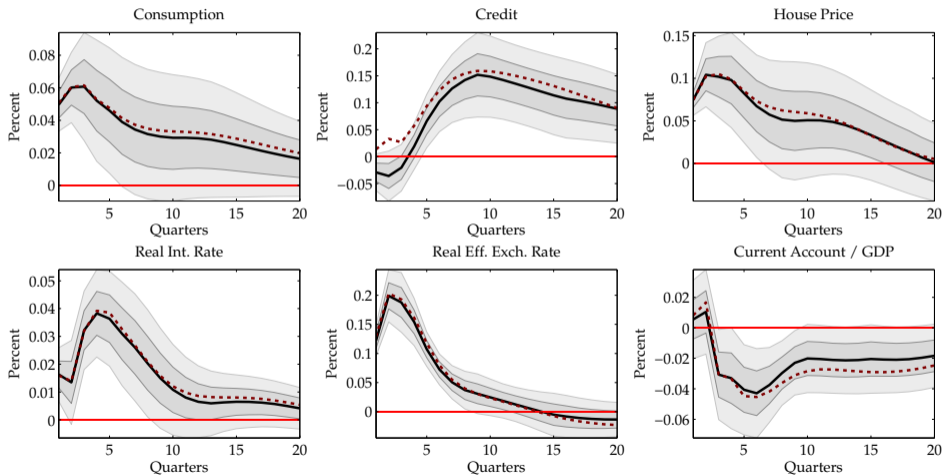 Consumption
Percent
0.08
0.06
0.04
0.02
0
5 10 15 20
Quarters
Credit
Percent
0.2
0.15
0.1
0.05
0
−0.05
5 10 15 20
Quarters
House Price
Percent
0.15
0.1
0.05
0
5 10 15 20
Quarters
Real Int. Rate
Percent
0.05
0.04
0.03
0.02
0.01
0
5 10 15 20
Quarters
Real Eff. Exch. Rate
Percent
0.2
0.15
0.1
0.05
0
5 10 15 20
Quarters
Current Account / GDP
Percent
0.02
0
−0.02
−0.04
−0.06
5 10 15 20
Quarters